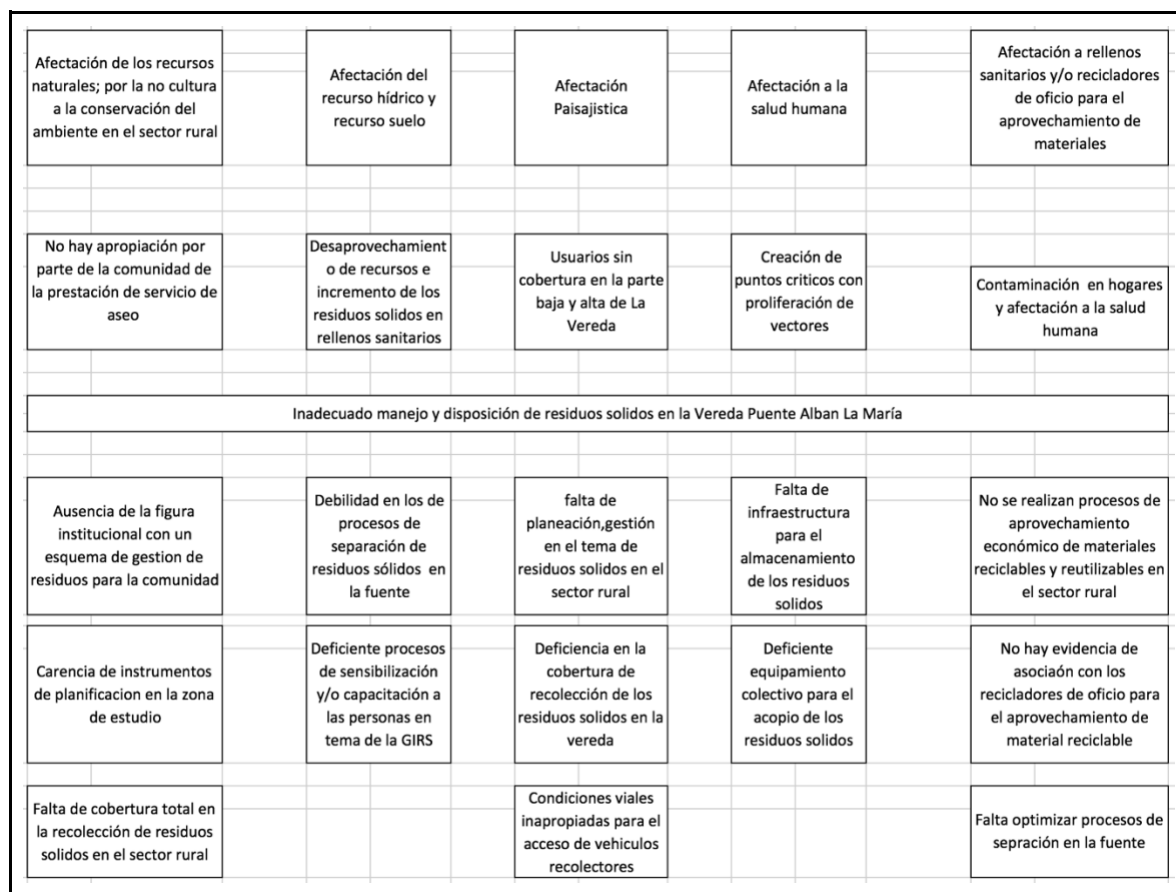 Afectación de los recursos
naturales; por la no cultura
a la conservación del
ambiente en el sector rural
Afectación del
recurso hídrico y
recurso suelo
Afectación
Paisajistica
Afectación a la
salud humana
Afectación a rellenos
sanitarios y/o recicladores
de oficio para el
aprovechamiento de
materiales
No hay apropiación por
parte de la comunidad de
la prestación de servicio de
aseo
Desaprovechamient
o de recursos e
incremento de los
residuos solidos en
rellenos sanitarios
Usuarios sin
cobertura en la parte
baja y alta de La
Vereda
Creación de
puntos criticos con
proliferación de
vectores
Contaminación en hogares
y afectación a la salud
humana
Inadecuado manejo y disposición de residuos solidos en la Vereda Puente Alban La María
Ausencia de la figura
institucional con un
esquema de gestion de
residuos para la comunidad
Debilidad en los de
procesos de
separación de
residuos sólidos en
la fuente
falta de
planeación,gestión
en el tema de
residuos solidos en el
sector rural
Falta de
infraestructura
para el
almacenamiento
de los residuos
solidos
No se realizan procesos de
aprovechamiento
económico de materiales
reciclables y reutilizables en
el sector rural
Carencia de instrumentos
de planificacion en la zona
de estudio
Deficiente procesos
de sensibilización
y/o capacitación a
las personas en
tema de la GIRS
Deficiencia en la
cobertura de
recolección de los
residuos solidos en la
vereda
Deficiente
equipamiento
colectivo para el
acopio de los
residuos solidos
No hay evidencia de
asociaón con los
recicladores de oficio para
el aprovechamiento de
material reciclable
Falta de cobertura total en
la recolección de residuos
solidos en el sector rural
Condiciones viales
inapropiadas para el
acceso de vehiculos
recolectores
Falta optimizar procesos de
sepración en la fuente